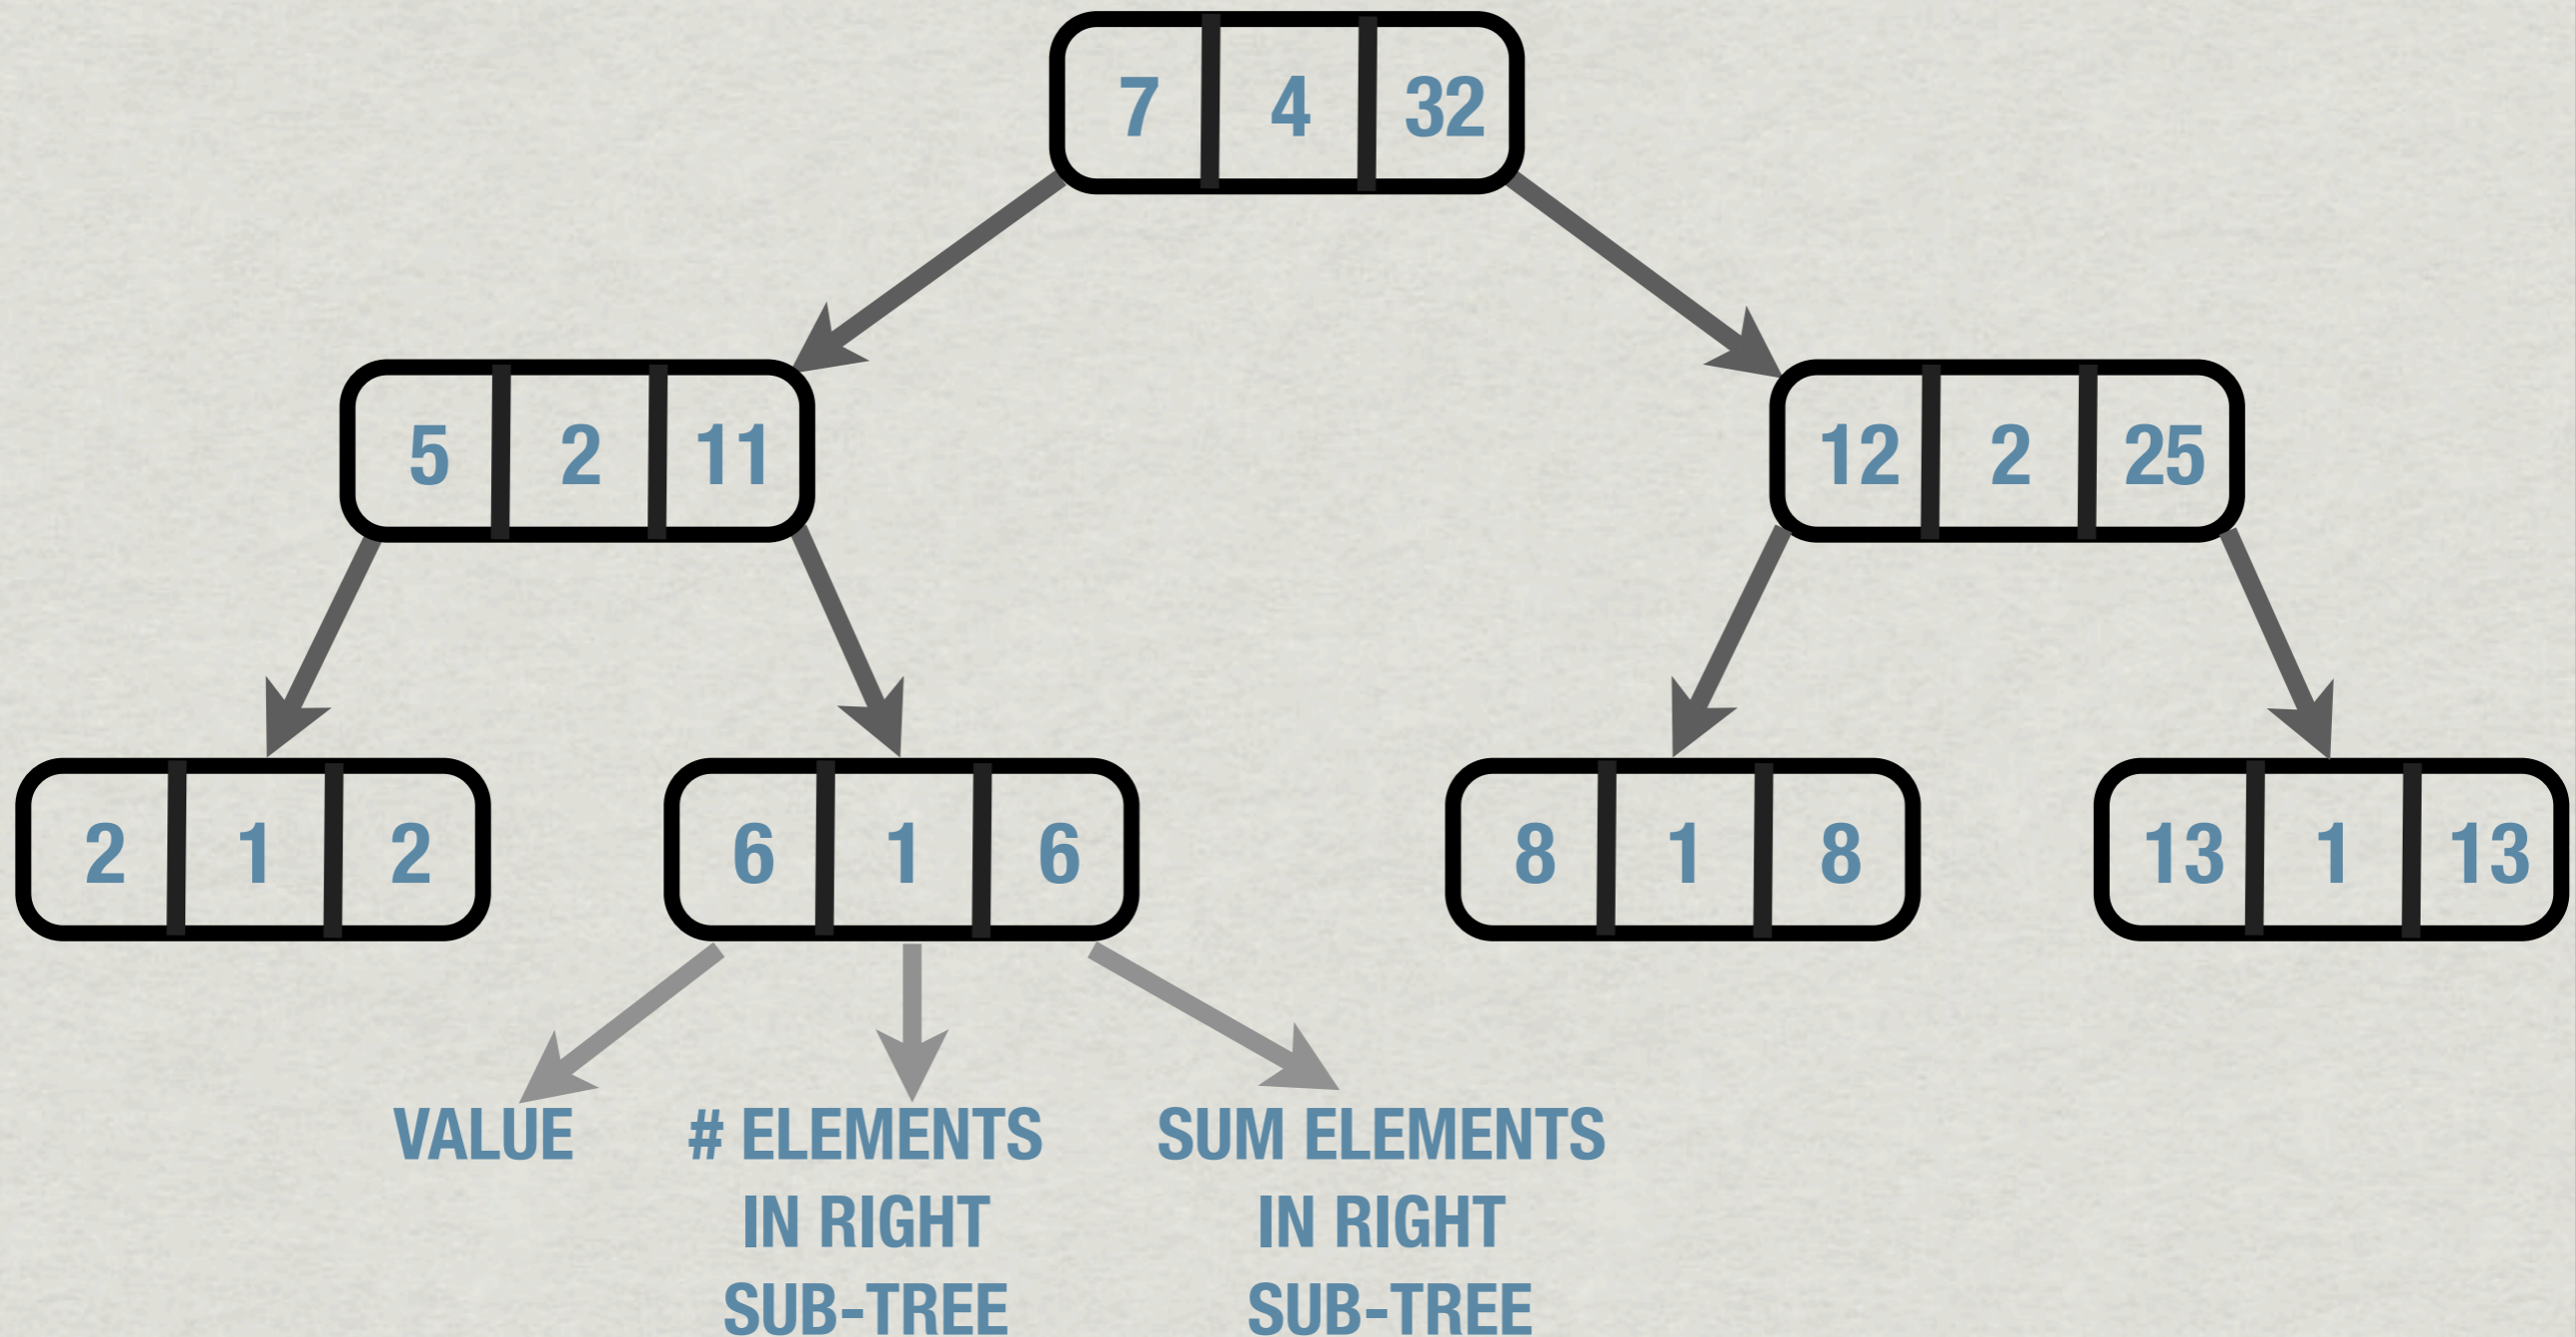 7 4 32
5 2 11
12 2 25
2 1 2
6 1 6
8 1 8
13 1 13
VALUE
# ELEMENTS
IN RIGHT
SUB-TREE
SUM ELEMENTS
IN RIGHT
SUB-TREE